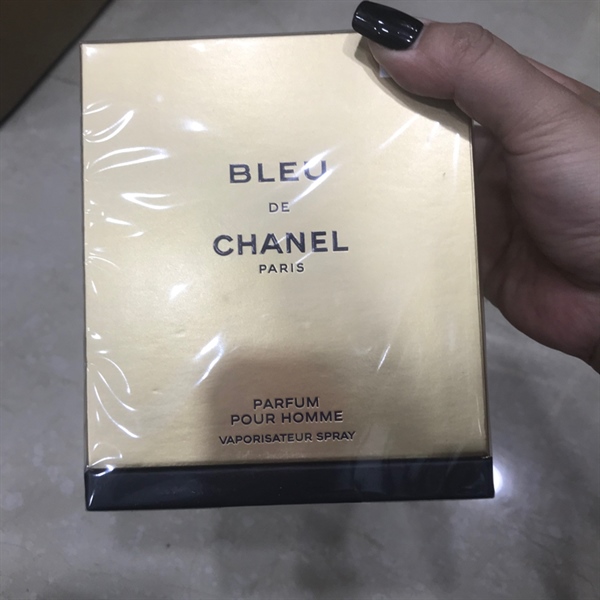 BLEU
DE
CHANEL
PARIS
PARFUM
POUR HOMME
VAPORISATEUR SPRAY